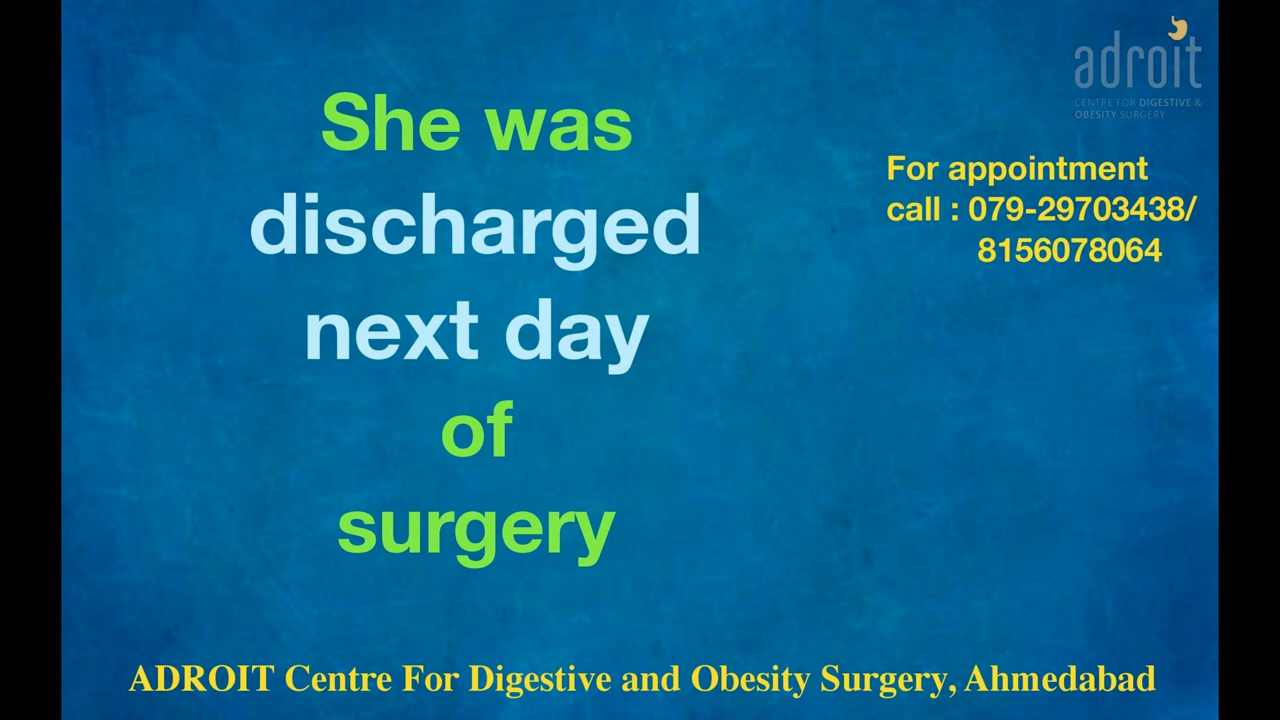 adroit
CENTRE FOR DIGESTIVE &
OBESITY SURGERY
She was
discharged
next day
of
surgery
For appointment
call : 079-29703438/
8156078064
ADROIT Centre For Digestive and Obesity Surgery, Ahmedabad